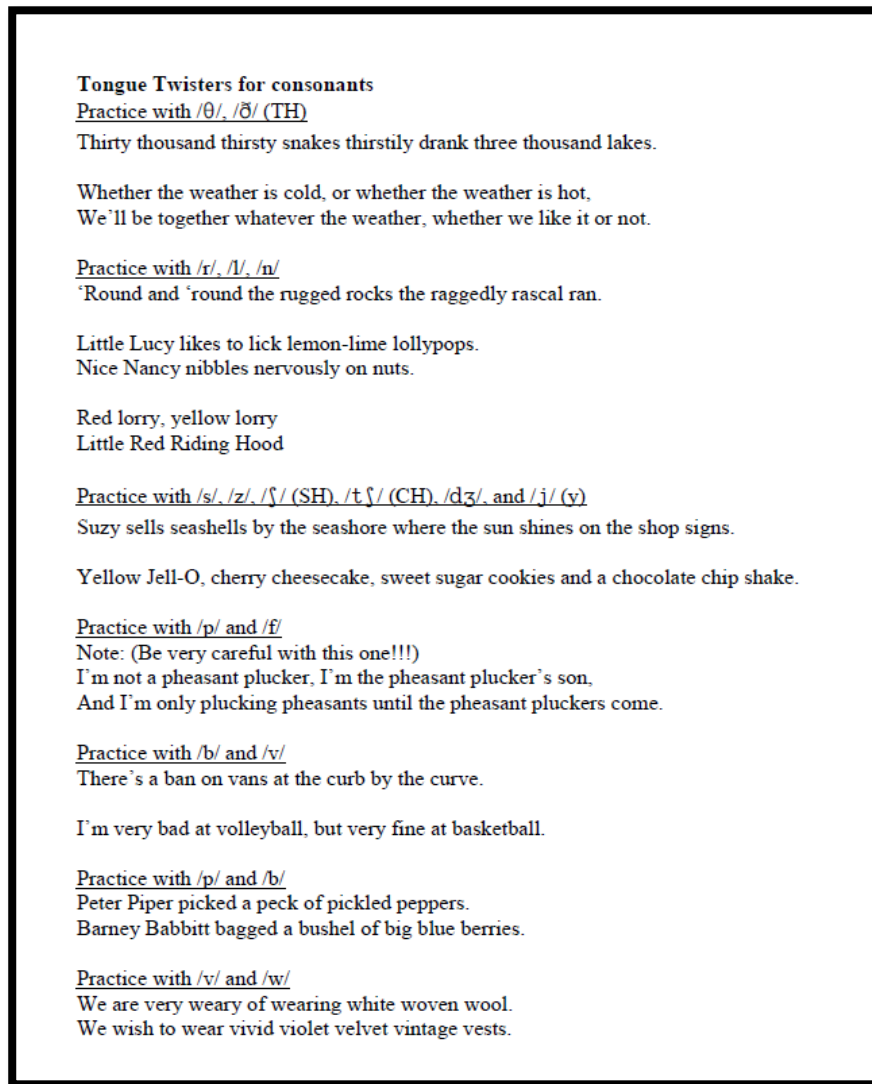 Tongue Twisters for consonants
Practice with /θ/, /ð/ (TH)
Thirty thousand thirsty snakes thirstily drank three thousand lakes.
Whether the weather is cold, or whether the weather is hot,
We’ll be together whatever the weather, whether we like it or not.
Practice with /r/, /l/, /n/
‘Round and ‘round the rugged rocks the raggedly rascal ran.
Little Lucy likes to lick lemon-lime lollypops.
Nice Nancy nibbles nervously on nuts.
Red lorry, yellow lorry
Little Red Riding Hood
Practice with /s/, /z/, /ʃ/ (SH), /tʃ/ (CH), /dʒ/, and /j/ (y)
Suzy sells seashells by the seashore where the sun shines on the shop signs.
Yellow Jell-O, cherry cheesecake, sweet sugar cookies and a chocolate chip shake.
Practice with /p/ and /f/
Note: (Be very careful with this one!!!)
I’m not a pheasant plucker, I’m the pheasant plucker’s son,
And I’m only plucking pheasants until the pheasant pluckers come.
Practice with /b/ and /v/
There’s a ban on vans at the curb by the curve.
I’m very bad at volleyball, but very fine at basketball.
Practice with /p/ and /b/
Peter Piper picked a peck of pickled peppers.
Barney Babbitt bagged a bushel of big blue berries.
Practice with /v/ and /w/
We are very weary of wearing white woven wool.
We wish to wear vivid violet velvet vintage vests.